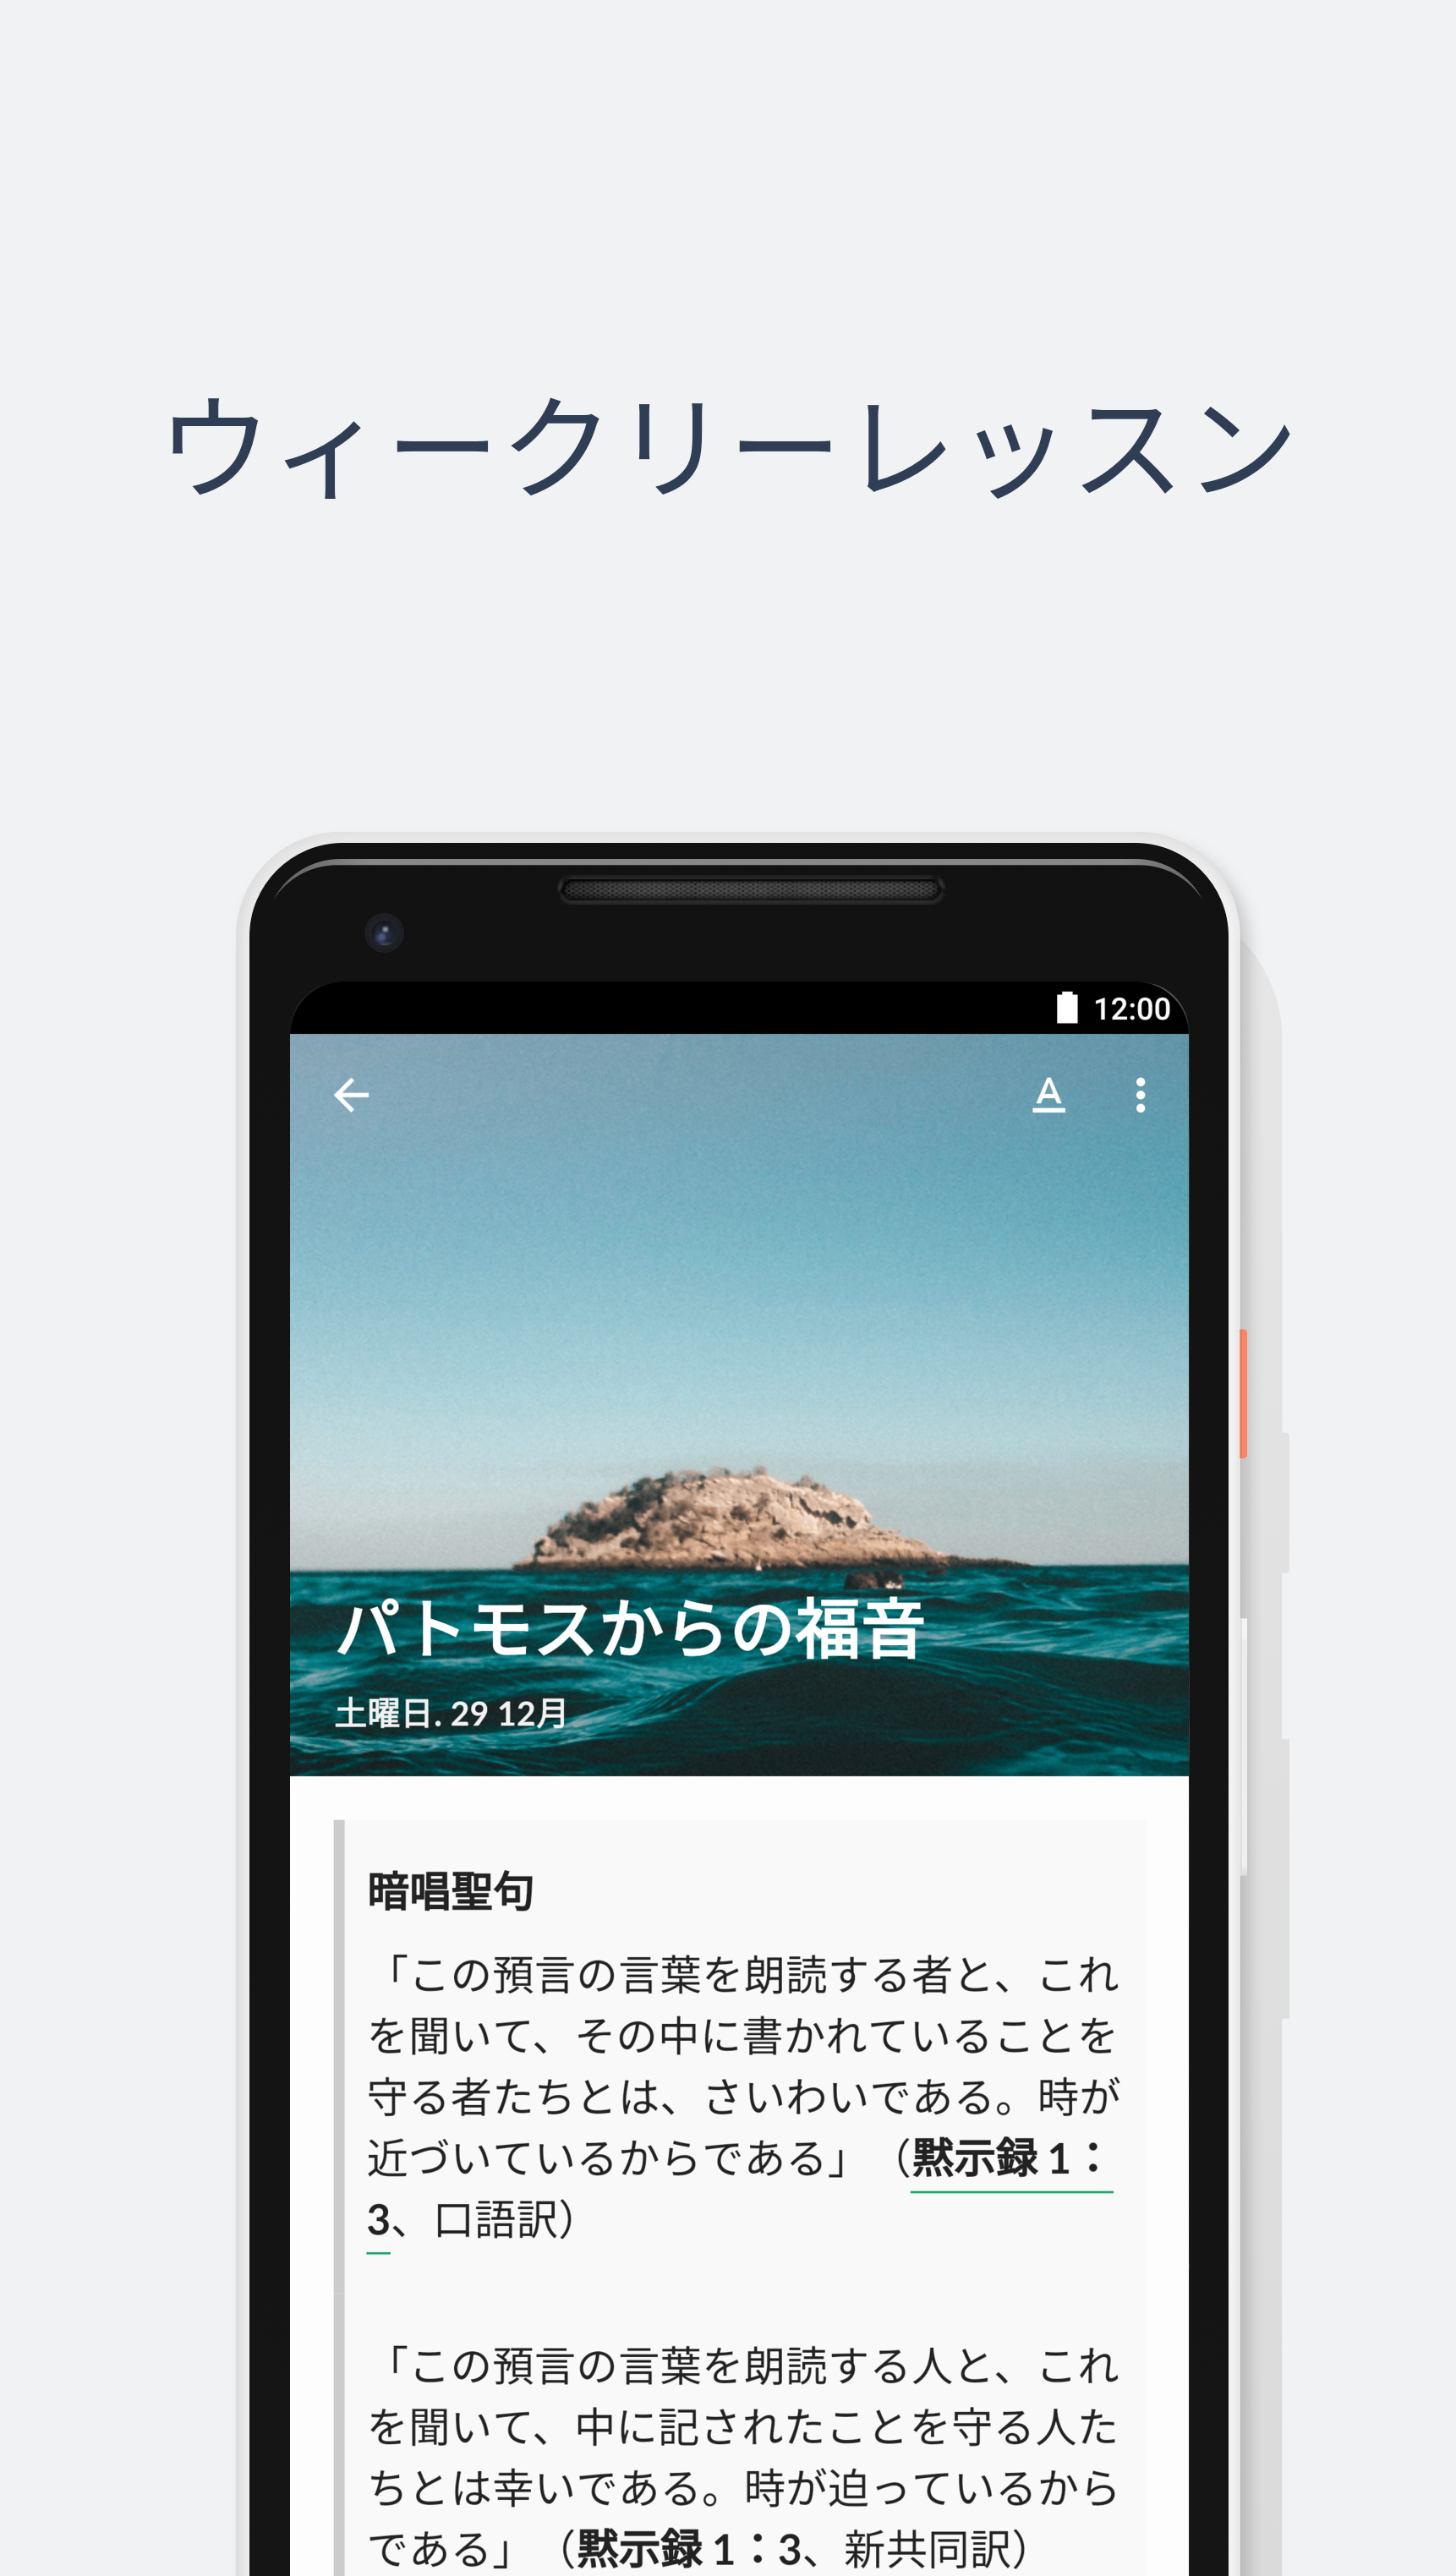 ウィークリーレッスン
12:00
A
パトモスからの福音
土曜日. 29 12月
暗唱聖句
「この預言の言葉を朗読する者と、これ
を聞いて、その中に書かれていることを
守る者たちとは、さいわいである。時が
近づいているからである」（黙示録 1：
3、口語訳）
「この預言の言葉を朗読する人と、これ
を聞いて、中に記されたことを守る人た
ちとは幸いである。時が迫っているから
である」（黙示録 1：3、新共同訳）